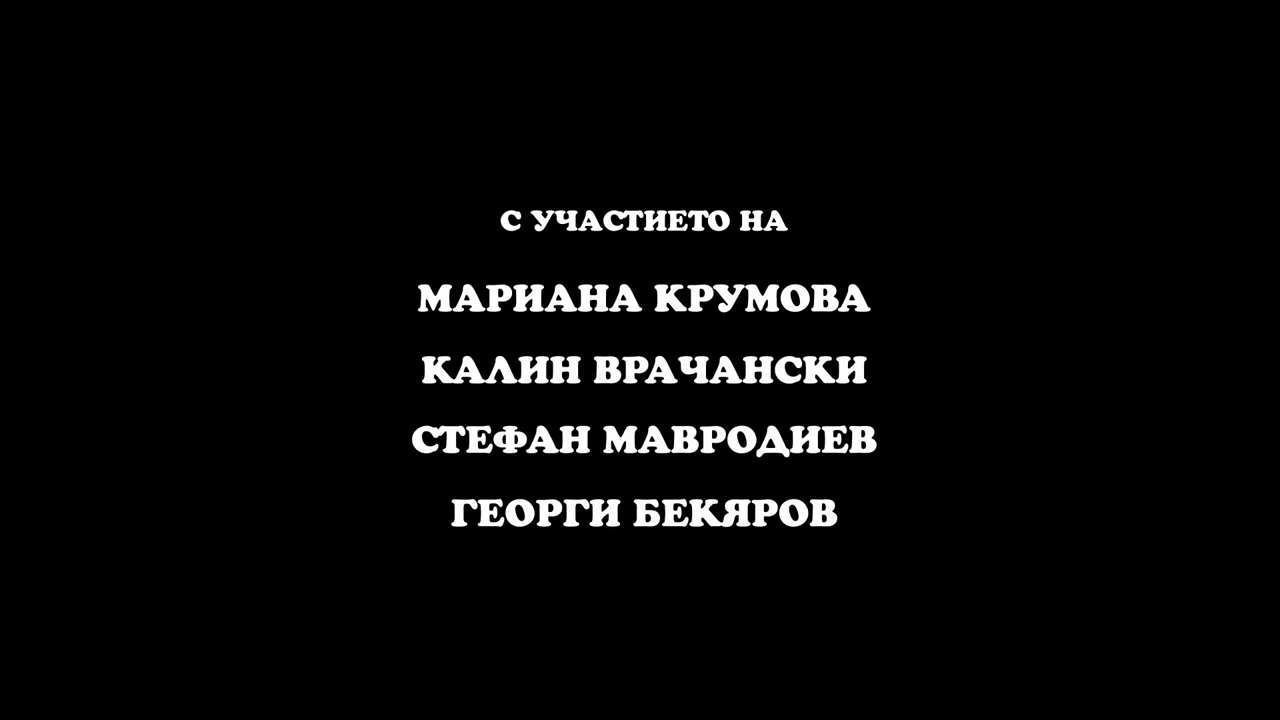 С УЧАСТИЕТО НА
МАРИАНА КРУМОВА
КАЛИН ВРАЧАНСКИ
СТЕФАН МАВРОДИЕВ
ГЕОРГИ БЕКЯРОВ